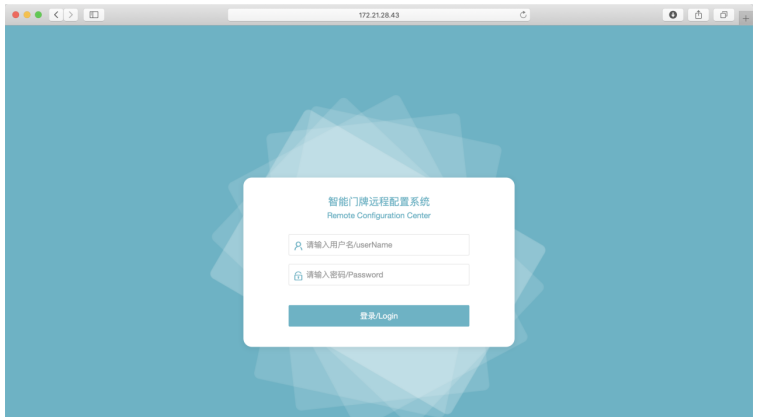 172.21.28.43
智能门牌远程配置系统
Remote Configuration Center
请输入用户名/userName
请输入密码/Password
登录/Login